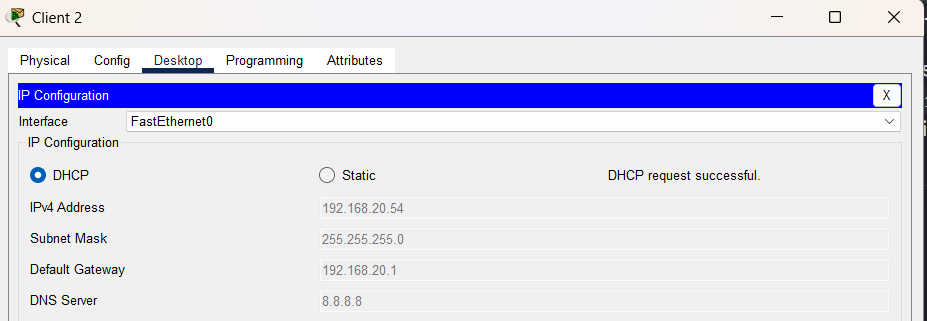 Client 2
Physical Config Desktop Programming Attributes
IP Configuration X
Interface FastEthernet0
IP Configuration
DHCP Static DHCP request successful.
IPv4 Address 192.168.20.54
Subnet Mask 255.255.255.0
Default Gateway 192.168.20.1
DNS Server 8.8.8.8